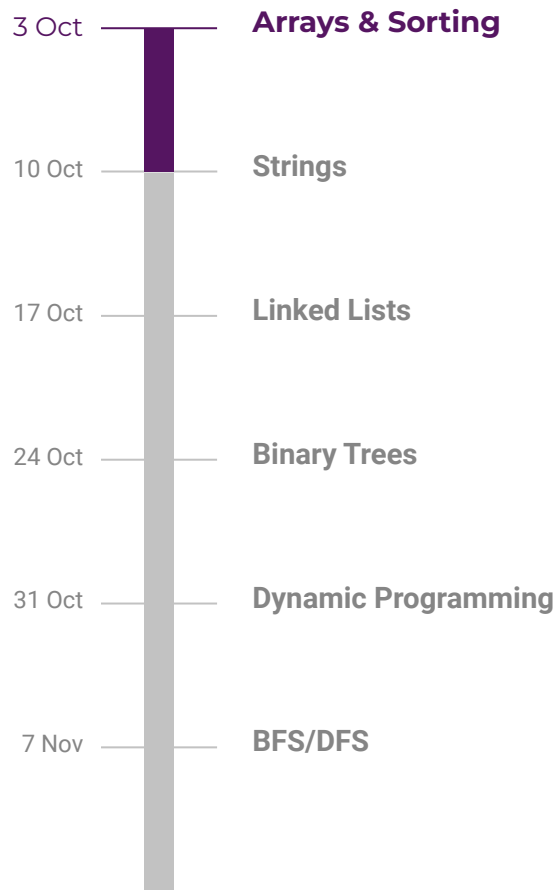 3 Oct Arrays & Sorting
10 Oct Strings
17 Oct Linked Lists
24 Oct Binary Trees
31 Oct Dynamic Programming
7 Nov BFS/DFS